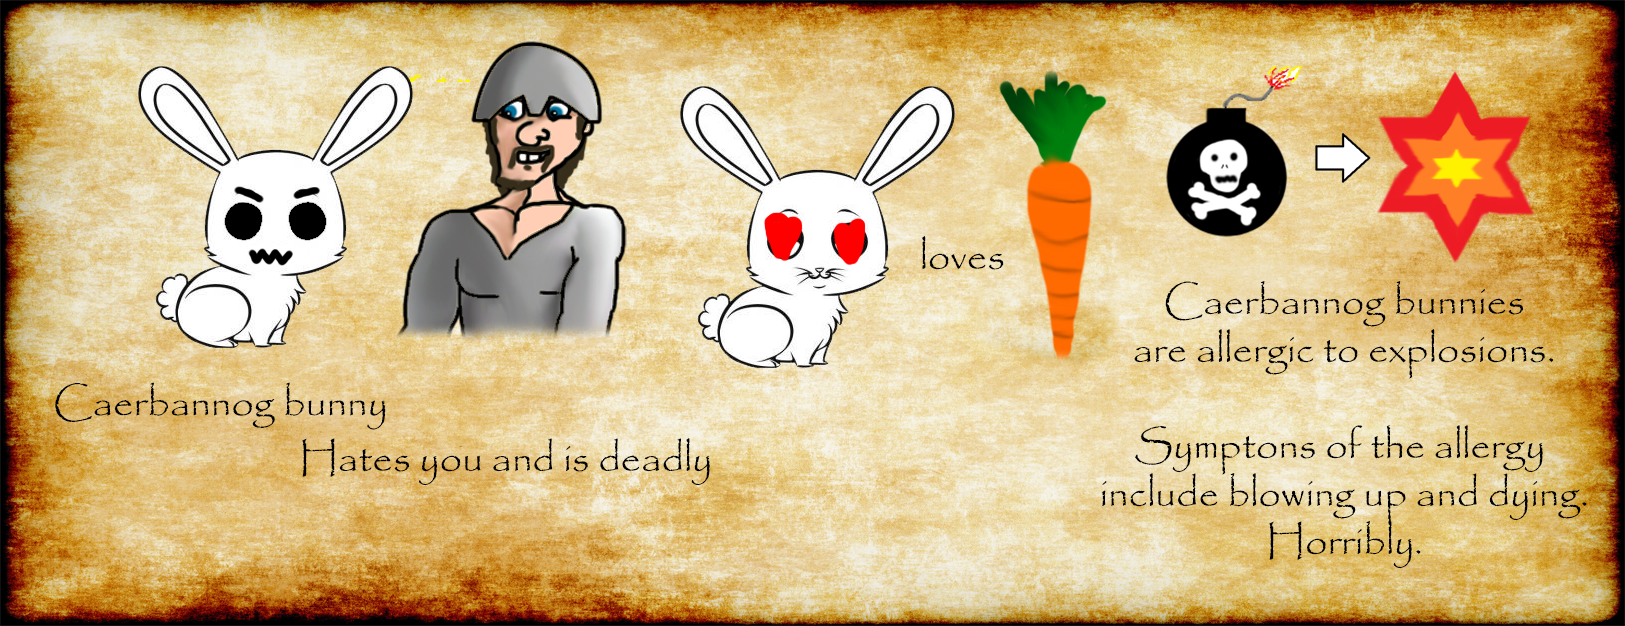 Caerbannog bunny
Hates you and is deadly
loves
Caerbannog bunnies
are allergic to explosions.
Symptons of the allergy
include blowing up and dying.
Horribly.